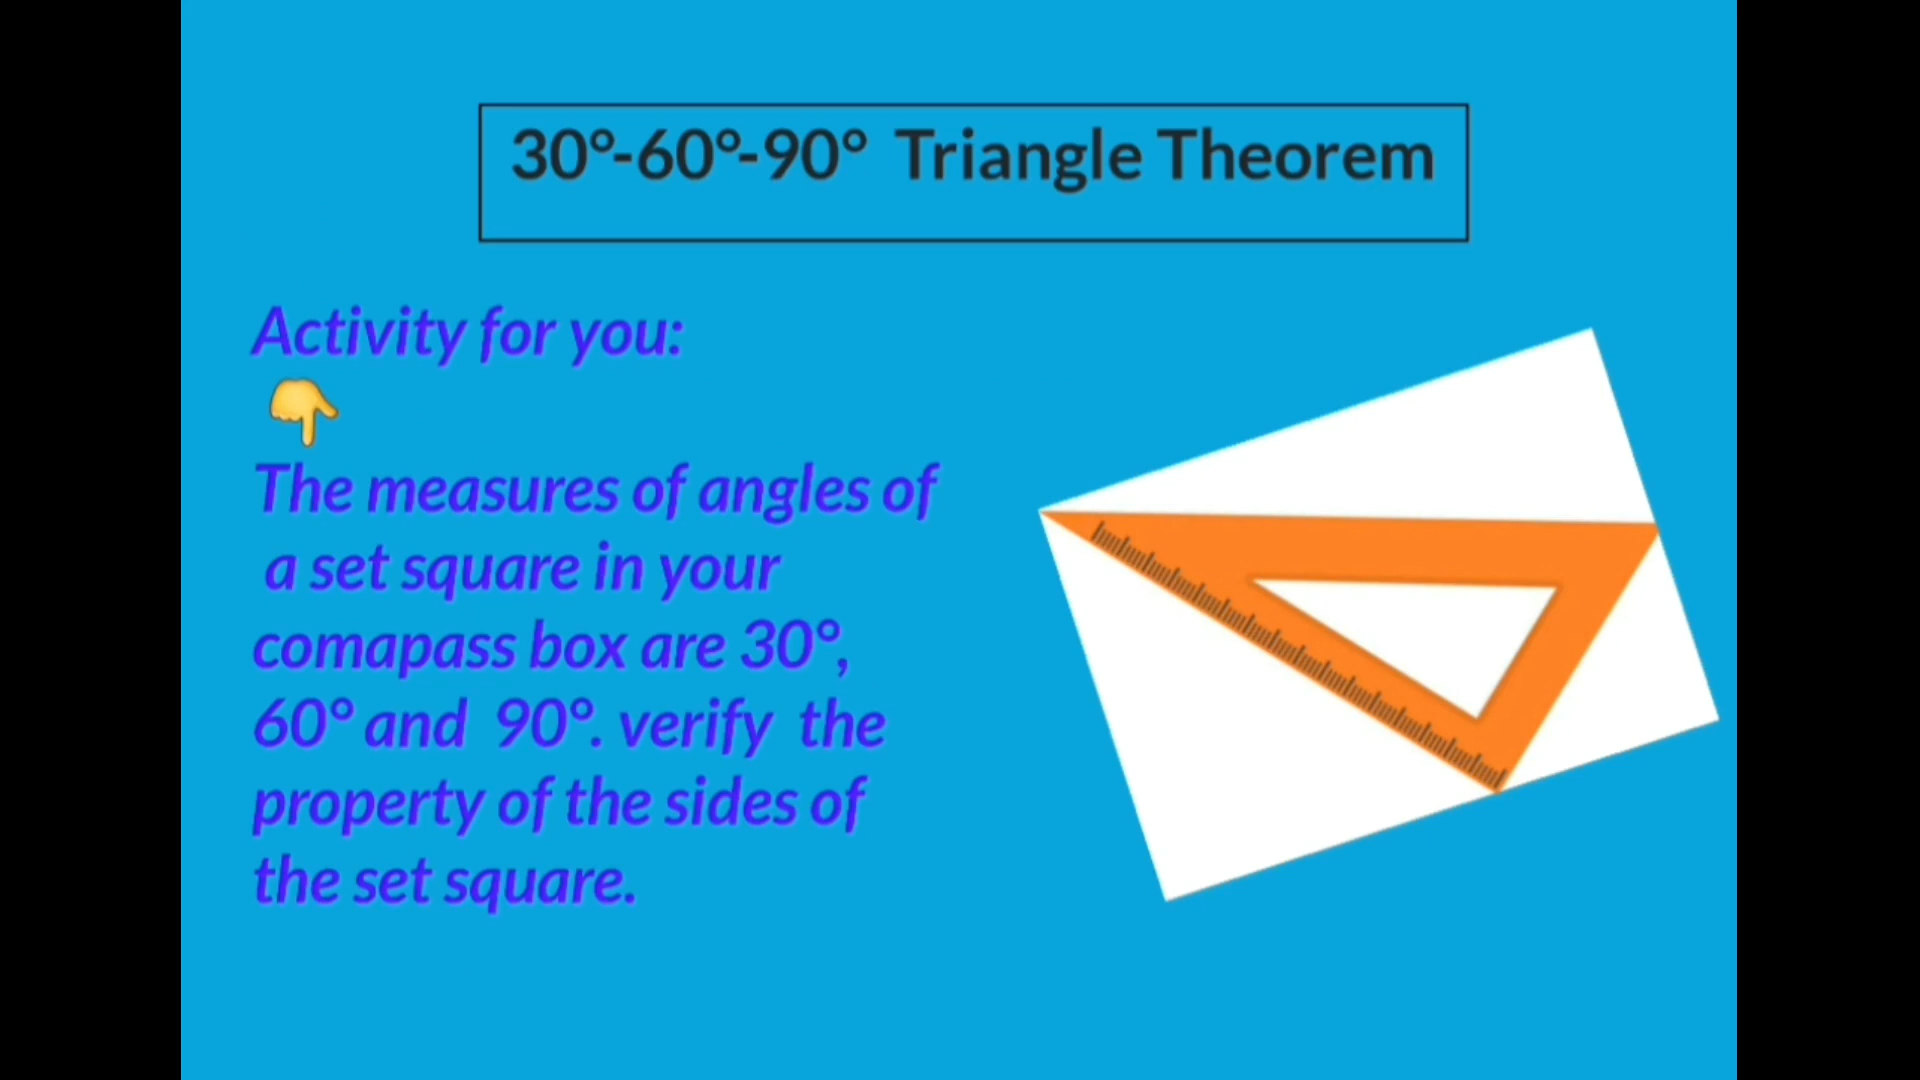 30°-60°-90° Triangle Theorem
Activity for you:
👇
The measures of angles of
a set square in your
comapass box are 30°,
60° and 90°. verify the
property of the sides of
the set square.